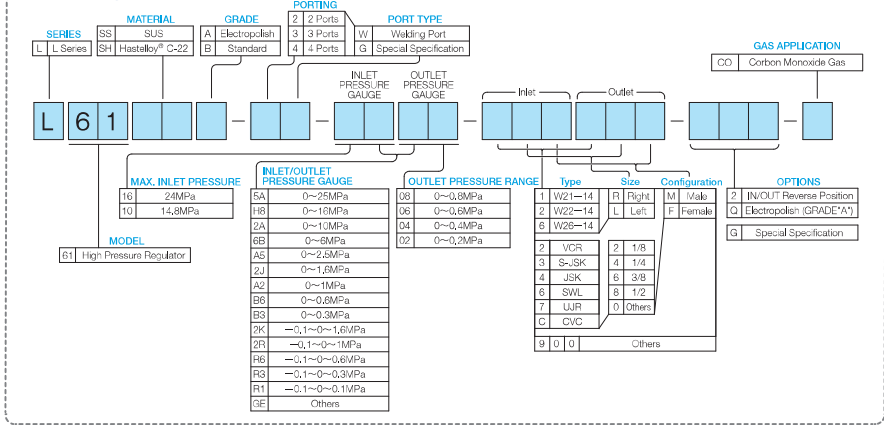 PORTING
2 2 Ports
3 3 Ports
4 4 Ports
MATERIAL
SS SUS
SH Hastelloy® C-22
GRADE
A Electropolish
B Standard
PORT TYPE
W Welding Port
G Special Specification
SERIES
L L Series
GAS APPLICATION
CO Corbon Monoxide Gas
INLET
PRESSURE
GAUGE
OUTLET
PRESSURE
GAUGE
Inlet
Outlet
L 6 1 – – – – –
MAX. INLET PRESSURE
16 24MPa
10 14,8MPa
MODEL
61 High Pressure Regulator
INLET/OUTLET
PRESSURE GAUGE
5A 0～25MPa
H8 0～16MPa
2A 0～10MPa
6B 0～6MPa
A5 0～2.5MPa
2J 0～1,6MPa
A2 0～1MPa
B6 0～0.6MPa
B3 0～0.3MPa
2K －0,1～0～1,6MPa
2R －0,1～0～1MPa
R6 －0.1～0～0.6MPa
R3 －0.1～0～0.3MPa
R1 －0.1～0～0.1MPa
GE Others
OUTLET PRESSURE RANGE
08 0～0.8MPa
06 0～0.6MPa
04 0～0,4MPa
02 0～0,2MPa
Type
1 W21－14
2 W22－14
6 W26－14
Size
R Right
L Left
Configuration
M Male
F Female
2 VCR
3 S-JSK
4 JSK
6 SWL
7 UJR
C CVC
2 1/8
4 1/4
6 3/8
8 1/2
0 Others
9 0 0 Others
OPTIONS
2 IN/OUT Reverse Position
Q Electropolish (GRADE"A")
G Special Specification